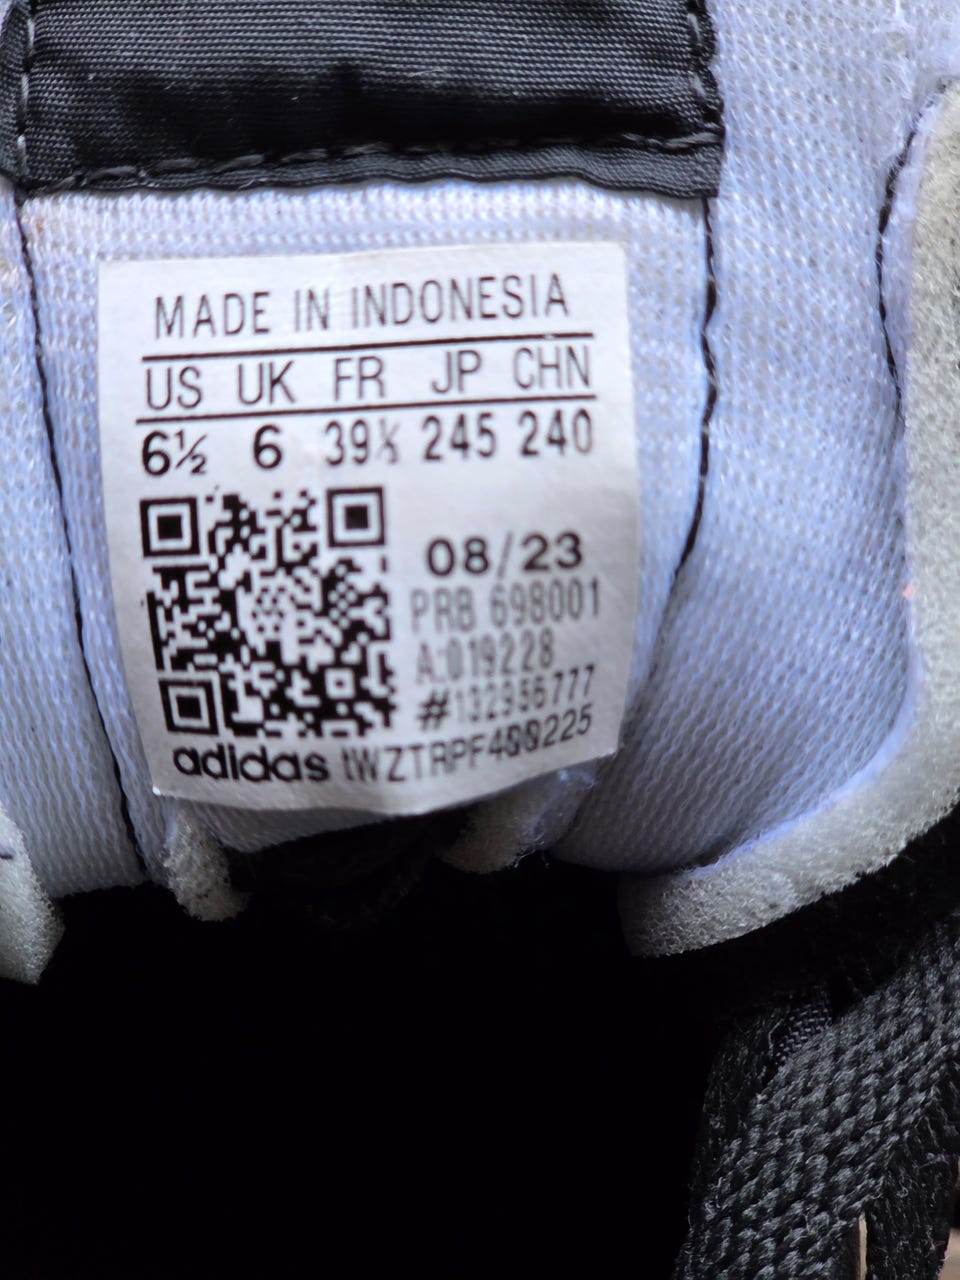 MADE IN INDONESIA
US UK FR JP CHN
6½ 6 39⅓ 245 240
08/23
PRB 698001
A:019228
#132956777
adidas